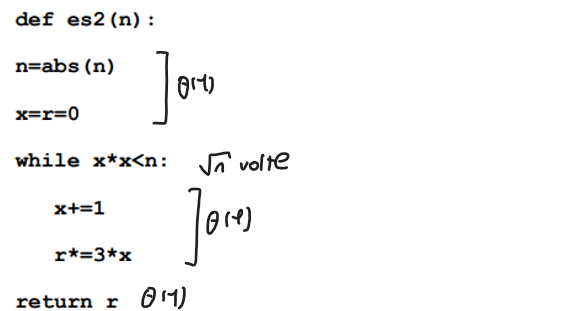 def es2(n):
n=abs(n)
θ(1)
x=r=0
while x*x<n: √n volte
x+=1
θ(1)
r*=3*x
return r θ(1)